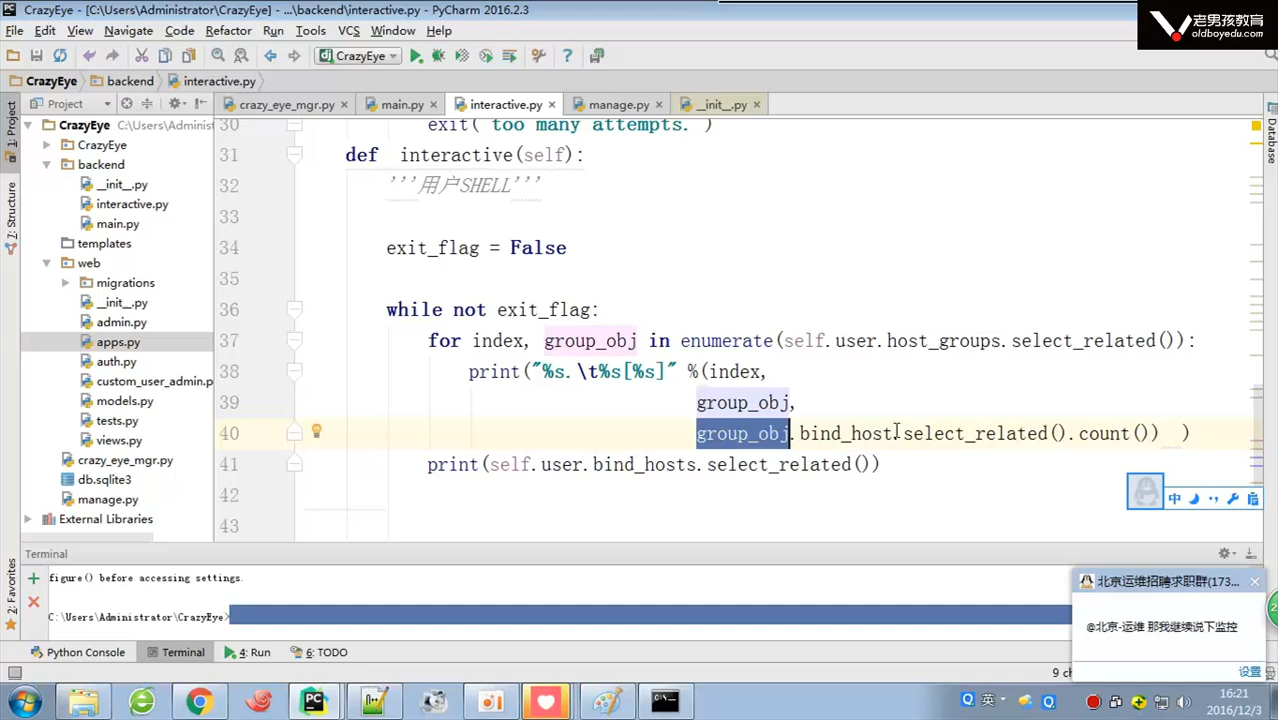 CrazyEye - [C:\Users\Administrator\CrazyEye] - ...\backend\interactive.py - PyCharm 2016.2.3
老男孩教育
oldboyedu.com
File Edit View Navigate Code Refactor Run Tools VCS Window Help
CrazyEye
CrazyEye backend interactive.py
Project
crazy_eye_mgr.py main.py interactive.py manage.py __init__.py
1: Project
Structure
2: Favorites
Database
CrazyEye C:\Users\Administ
CrazyEye
backend
__init__.py
interactive.py
main.py
templates
web
migrations
__init__.py
admin.py
apps.py
auth.py
custom_user_admin.p
models.py
tests.py
views.py
crazy_eye_mgr.py
db.sqlite3
manage.py
External Libraries
30 exit( too many attempts. )
31 def interactive(self):
32 '''用户SHELL'''
33
34 exit_flag = False
35
36 while not exit_flag:
37 for index, group_obj in enumerate(self.user.host_groups.select_related()):
38 print("%s.\t%s[%s]" %(index,
39 group_obj,
40 group_obj.bind_host.select_related().count()) )
41 print(self.user.bind_hosts.select_related())
42
43
中
Terminal
figure() before accessing settings.
C:\Users\Administrator\CrazyEye>
北京运维招聘求职群(173...
@北京-运维 那我继续说下监控
设置
Python Console Terminal 4: Run 6: TODO
9 ch
英
16:21
2016/12/3